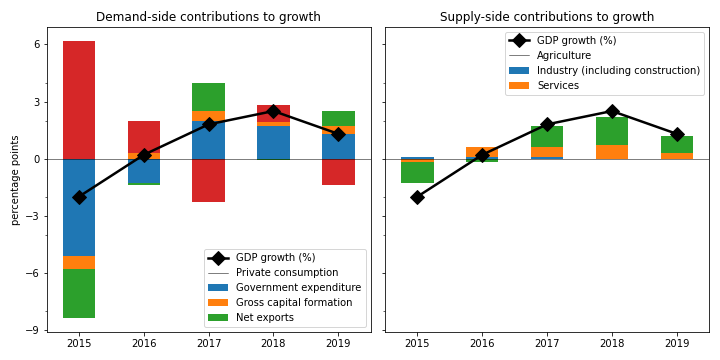 Demand-side contributions to growth
Supply-side contributions to growth
percentage points
6
3
0
−3
−6
−9
GDP growth (%)
Private consumption
Government expenditure
Gross capital formation
Net exports
GDP growth (%)
Agriculture
Industry (including construction)
Services
2015 2016 2017 2018 2019
2015 2016 2017 2018 2019